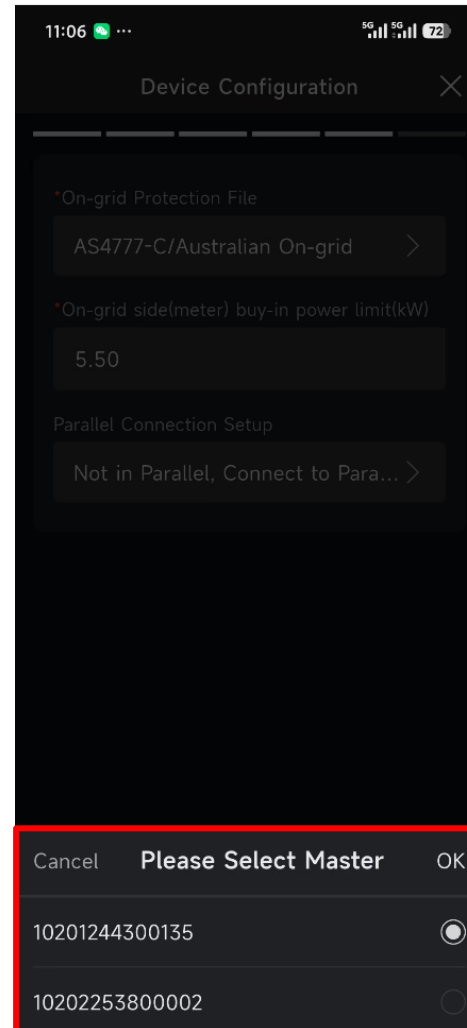 11:06 ...
5G 5G 72
Device Configuration
*On-grid Protection File
AS4777-C/Australian On-grid
*On-grid side(meter) buy-in power limit(kW)
5.50
Parallel Connection Setup
Not in Parallel, Connect to Para...
Cancel Please Select Master OK
10201244300135
10202253800002